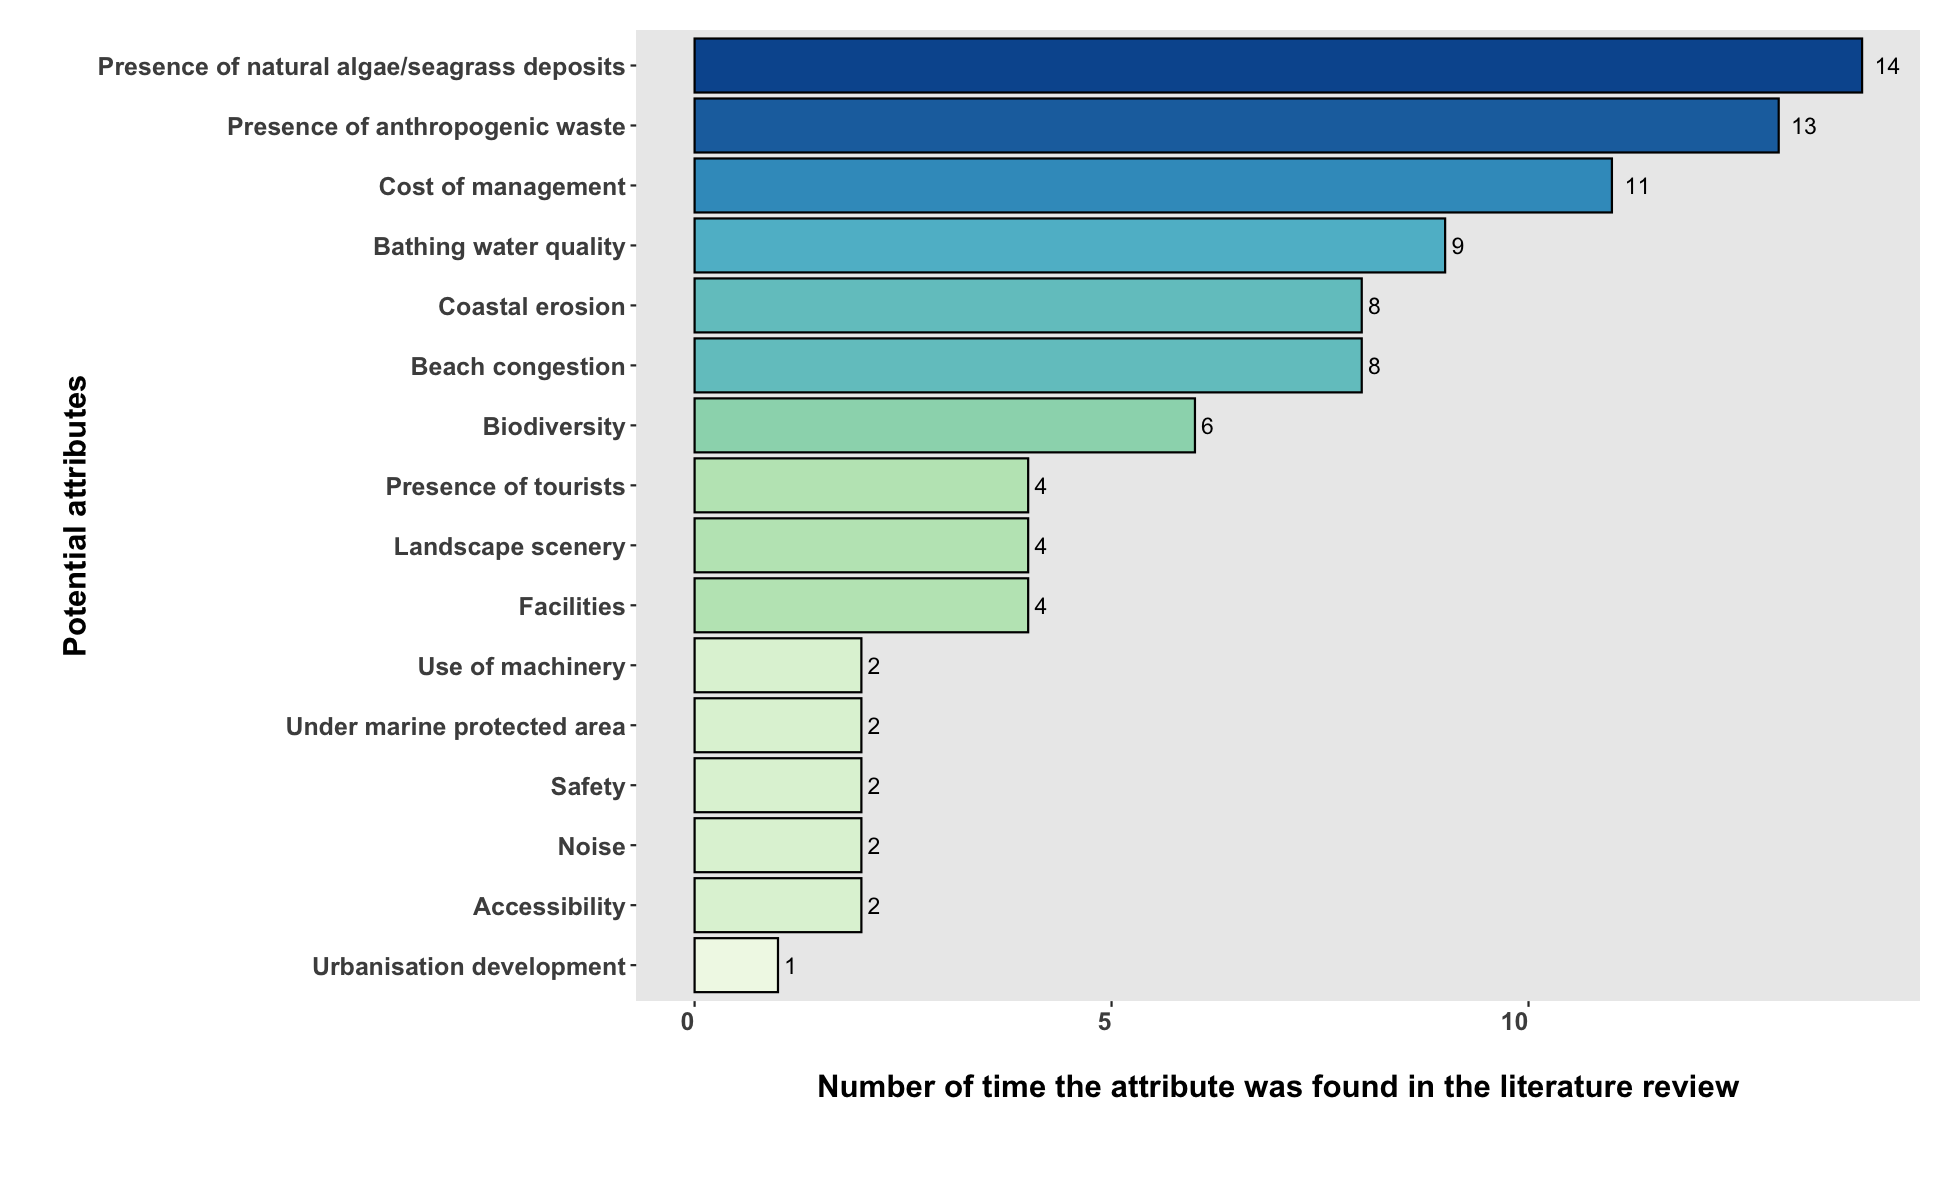 Presence of natural algae/seagrass deposits 14
Presence of anthropogenic waste 13
Cost of management 11
Bathing water quality 9
Coastal erosion 8
Beach congestion 8
Biodiversity 6
Presence of tourists 4
Landscape scenery 4
Facilities 4
Use of machinery 2
Under marine protected area 2
Safety 2
Noise 2
Accessibility 2
Urbanisation development 1
Potential attributes
0 5 10
Number of time the attribute was found in the literature review